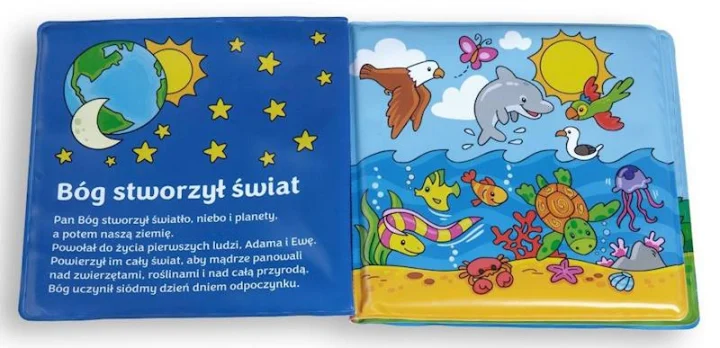 Bóg stworzył świat
Pan Bóg stworzył światło, niebo i planety,
a potem naszą ziemię.
Powołał do życia pierwszych ludzi, Adama i Ewę.
Powierzył im cały świat, aby mądrze panowali
nad zwierzętami, roślinami i nad całą przyrodą.
Bóg uczynił siódmy dzień dniem odpoczynku.